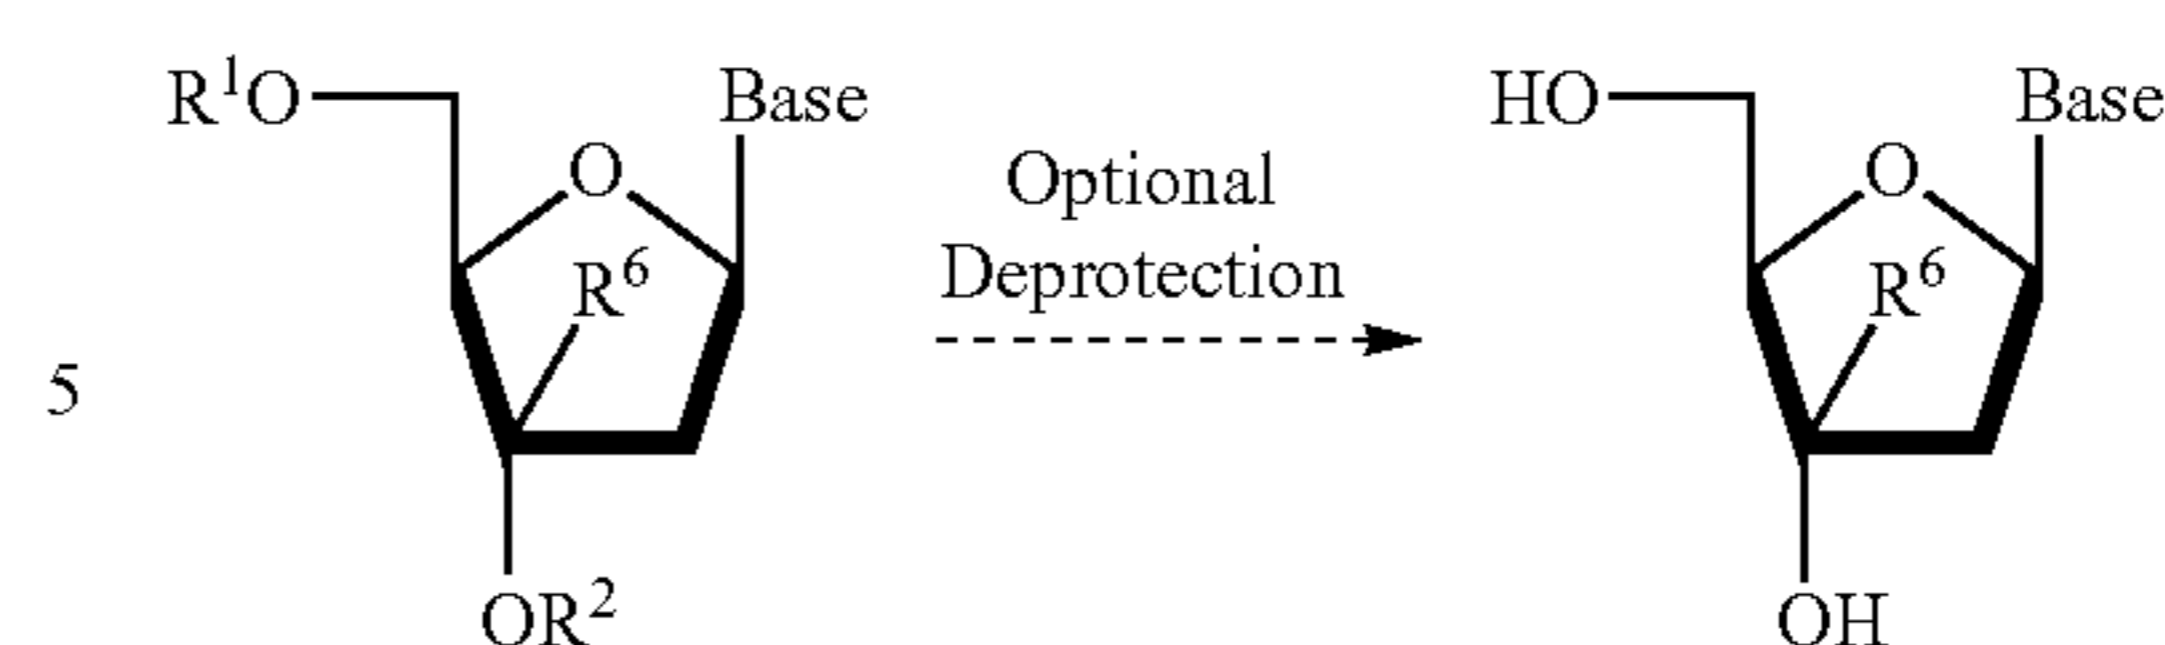 R¹O
Base
O
R⁶
5
OR²
Optional
Deprotection
HO
Base
O
R⁶
OH